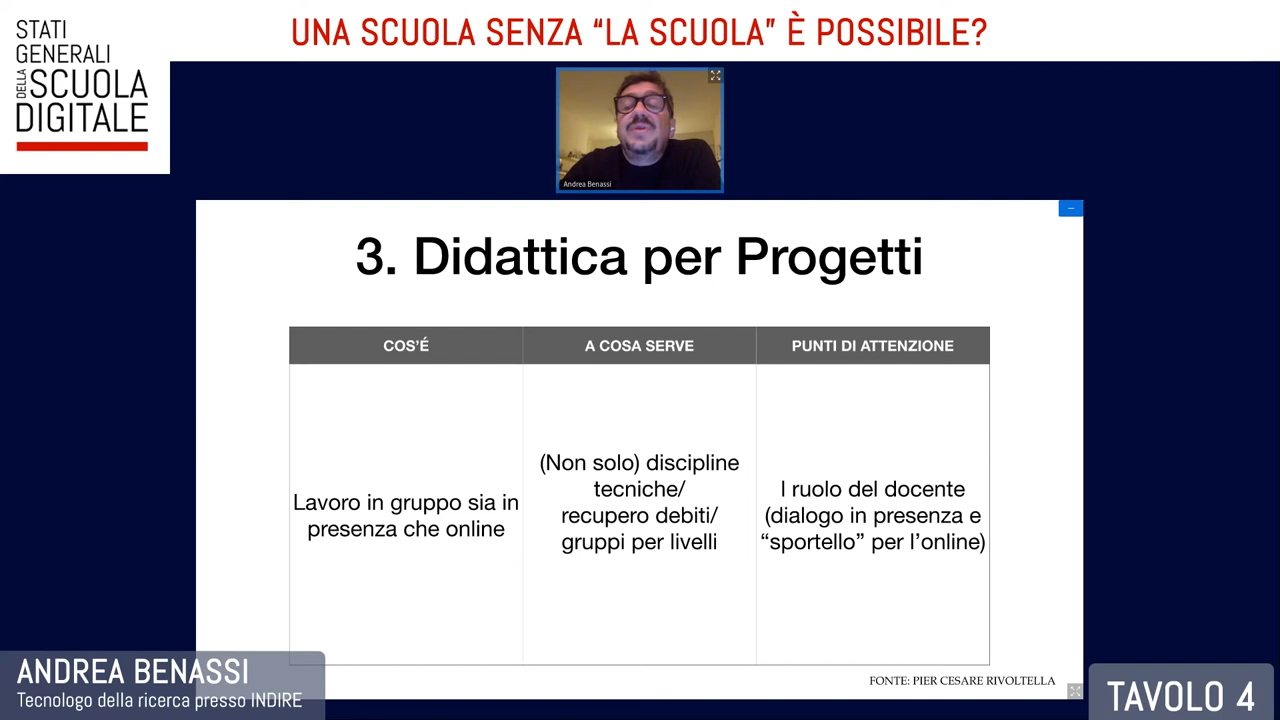 STATI
GENERALI
DELLA SCUOLA
DIGITALE
UNA SCUOLA SENZA “LA SCUOLA” È POSSIBILE?
Andrea Benassi
3. Didattica per Progetti
COS’É
A COSA SERVE
PUNTI DI ATTENZIONE
Lavoro in gruppo sia in
presenza che online
(Non solo) discipline
tecniche/
recupero debiti/
gruppi per livelli
I ruolo del docente
(dialogo in presenza e
“sportello” per l’online)
FONTE: PIER CESARE RIVOLTELLA
ANDREA BENASSI
Tecnologo della ricerca presso INDIRE
TAVOLO 4